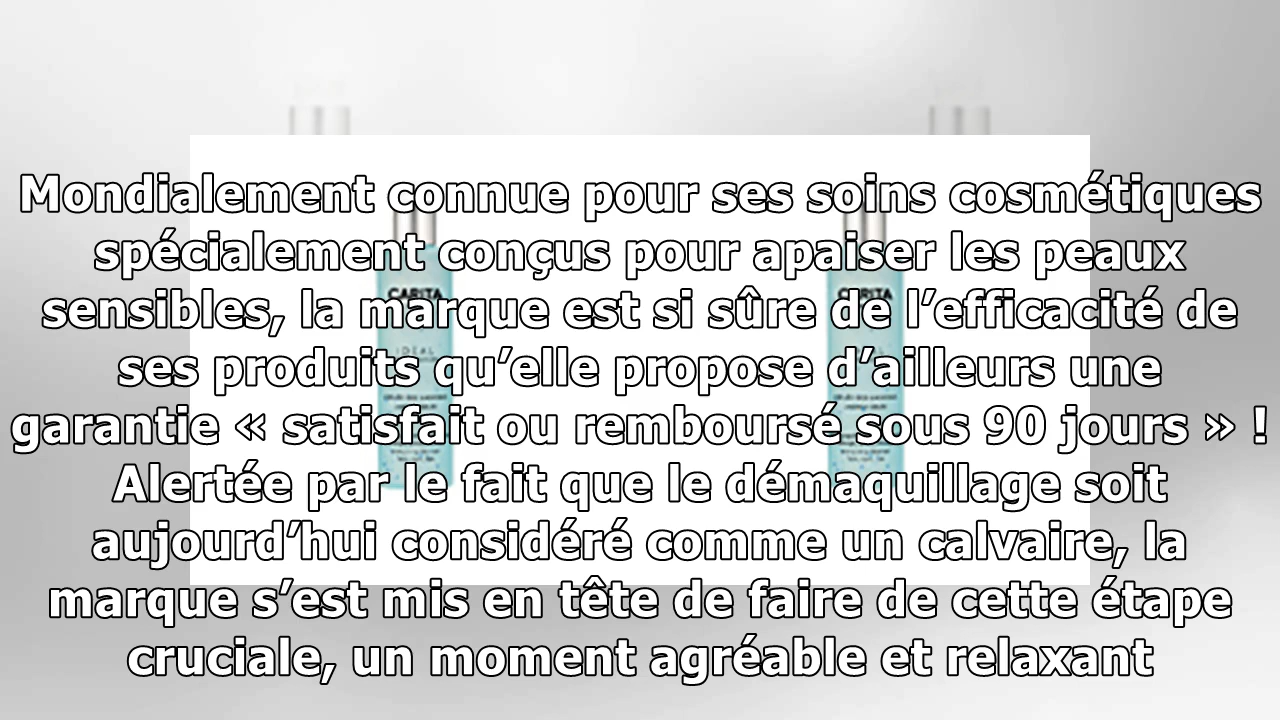 Mondialement connue pour ses soins cosmétiques
spécialement conçus pour apaiser les peaux
sensibles, la marque est si sûre de l’efficacité de
ses produits qu’elle propose d’ailleurs une
garantie « satisfait ou remboursé sous 90 jours » !
Alertée par le fait que le démaquillage soit
aujourd’hui considéré comme un calvaire, la
marque s’est mis en tête de faire de cette étape
cruciale, un moment agréable et relaxant
CARITA
IDEAL
CARITA